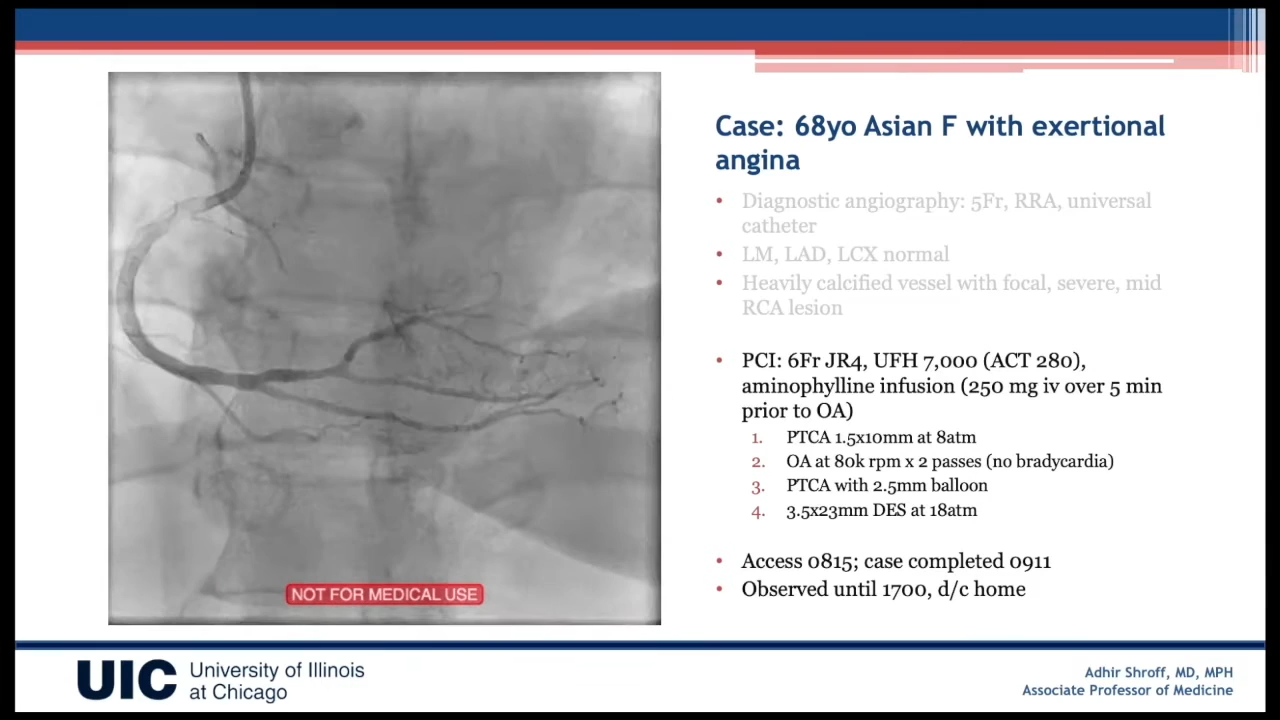 Case: 68yo Asian F with exertional
angina
• Diagnostic angiography: 5Fr, RRA, universal
catheter
• LM, LAD, LCX normal
• Heavily calcified vessel with focal, severe, mid
RCA lesion
• PCI: 6Fr JR4, UFH 7,000 (ACT 280),
aminophylline infusion (250 mg iv over 5 min
prior to OA)
1. PTCA 1.5x10mm at 8atm
2. OA at 80k rpm x 2 passes (no bradycardia)
3. PTCA with 2.5mm balloon
4. 3.5x23mm DES at 18atm
• Access 0815; case completed 0911
• Observed until 1700, d/c home
NOT FOR MEDICAL USE
UIC University of Illinois
at Chicago
Adhir Shroff, MD, MPH
Associate Professor of Medicine